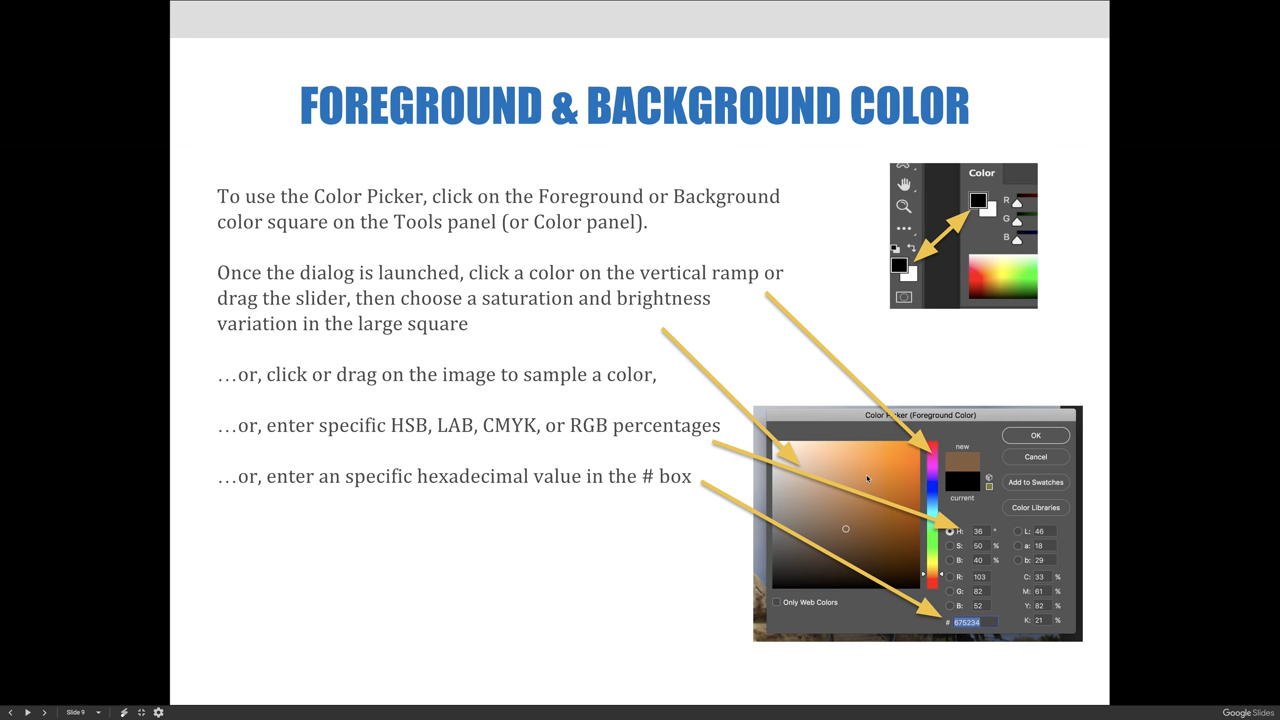 FOREGROUND & BACKGROUND COLOR
To use the Color Picker, click on the Foreground or Background
color square on the Tools panel (or Color panel).
Once the dialog is launched, click a color on the vertical ramp or
drag the slider, then choose a saturation and brightness
variation in the large square
…or, click or drag on the image to sample a color,
…or, enter specific HSB, LAB, CMYK, or RGB percentages
…or, enter an specific hexadecimal value in the # box
Color
R
G
B
Color Picker (Foreground Color)
new
current
OK
Cancel
Add to Swatches
Color Libraries
H: 36 ° L: 46
S: 50 % a: 18
B: 40 % b: 29
R: 103 C: 33 %
G: 82 M: 61 %
B: 52 Y: 82 %
# 675234 K: 21 %
Only Web Colors
Slide 9
Google Slides